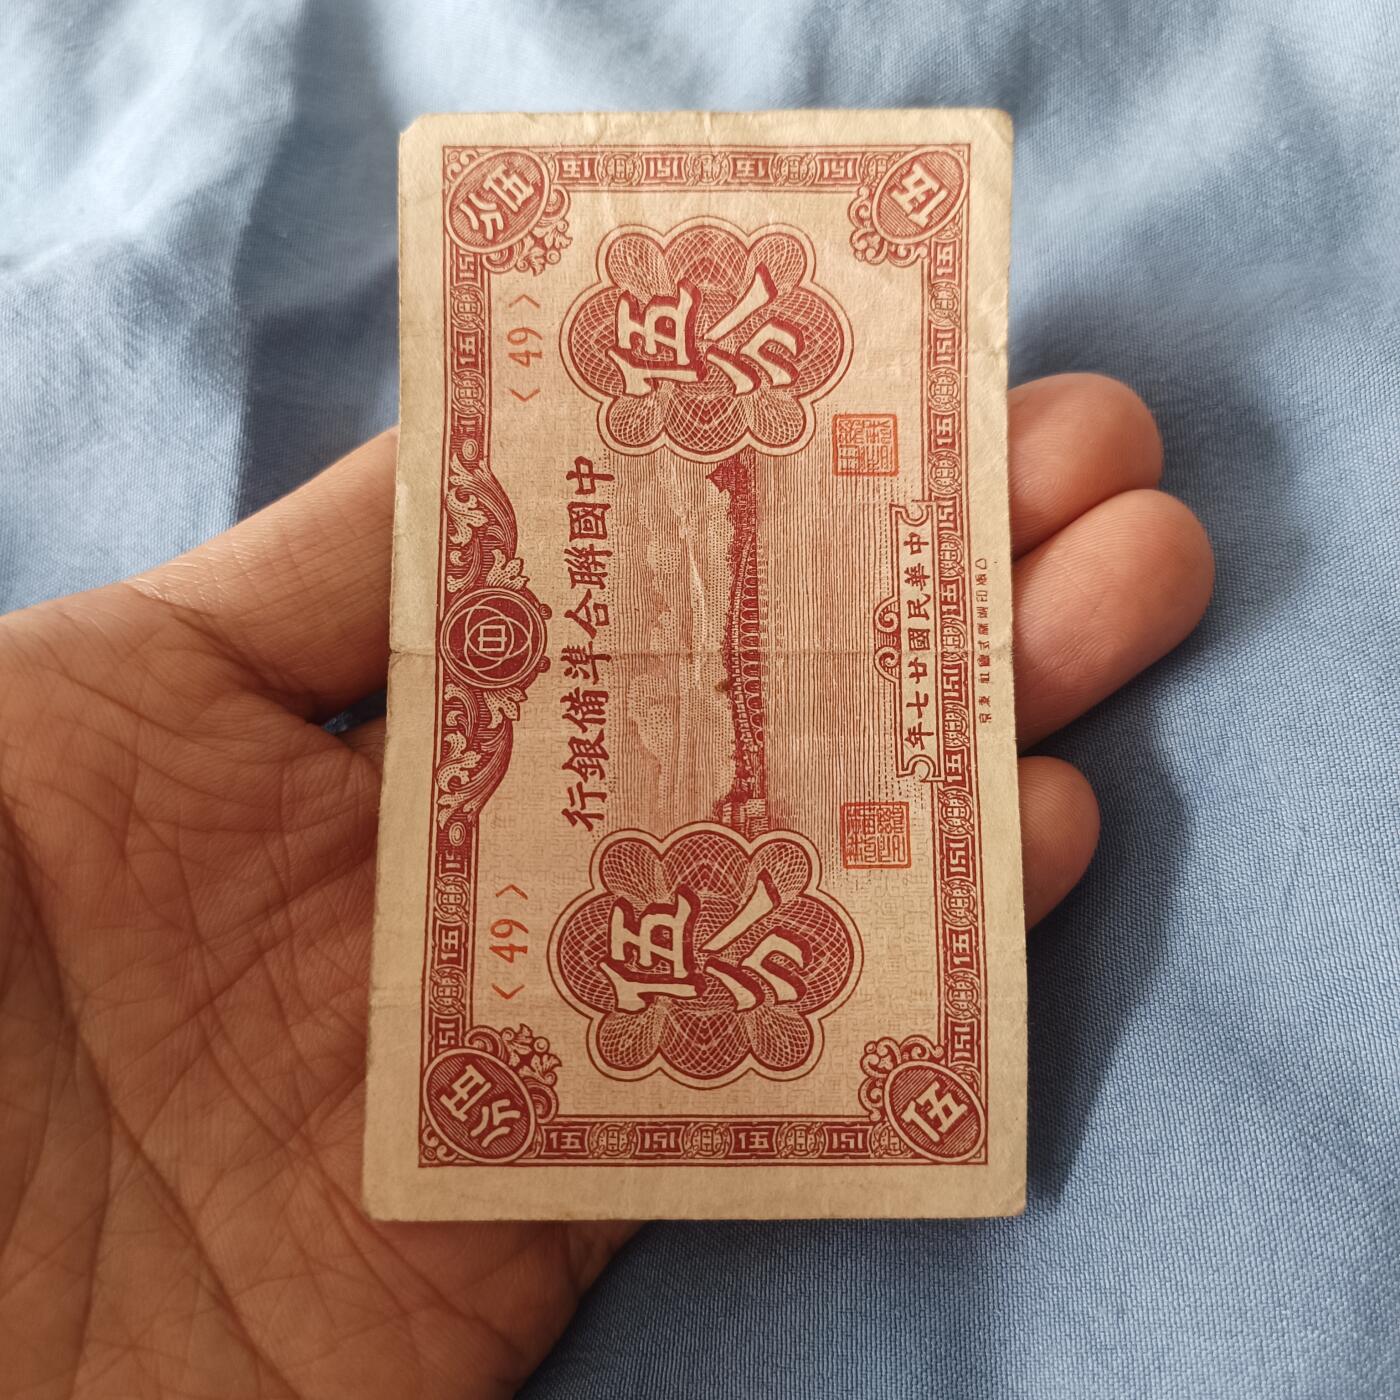 伍分
伍分
<49>
<49>
中國聯合準備銀行
伍分
伍分
中華民國廿七年
伍
伍